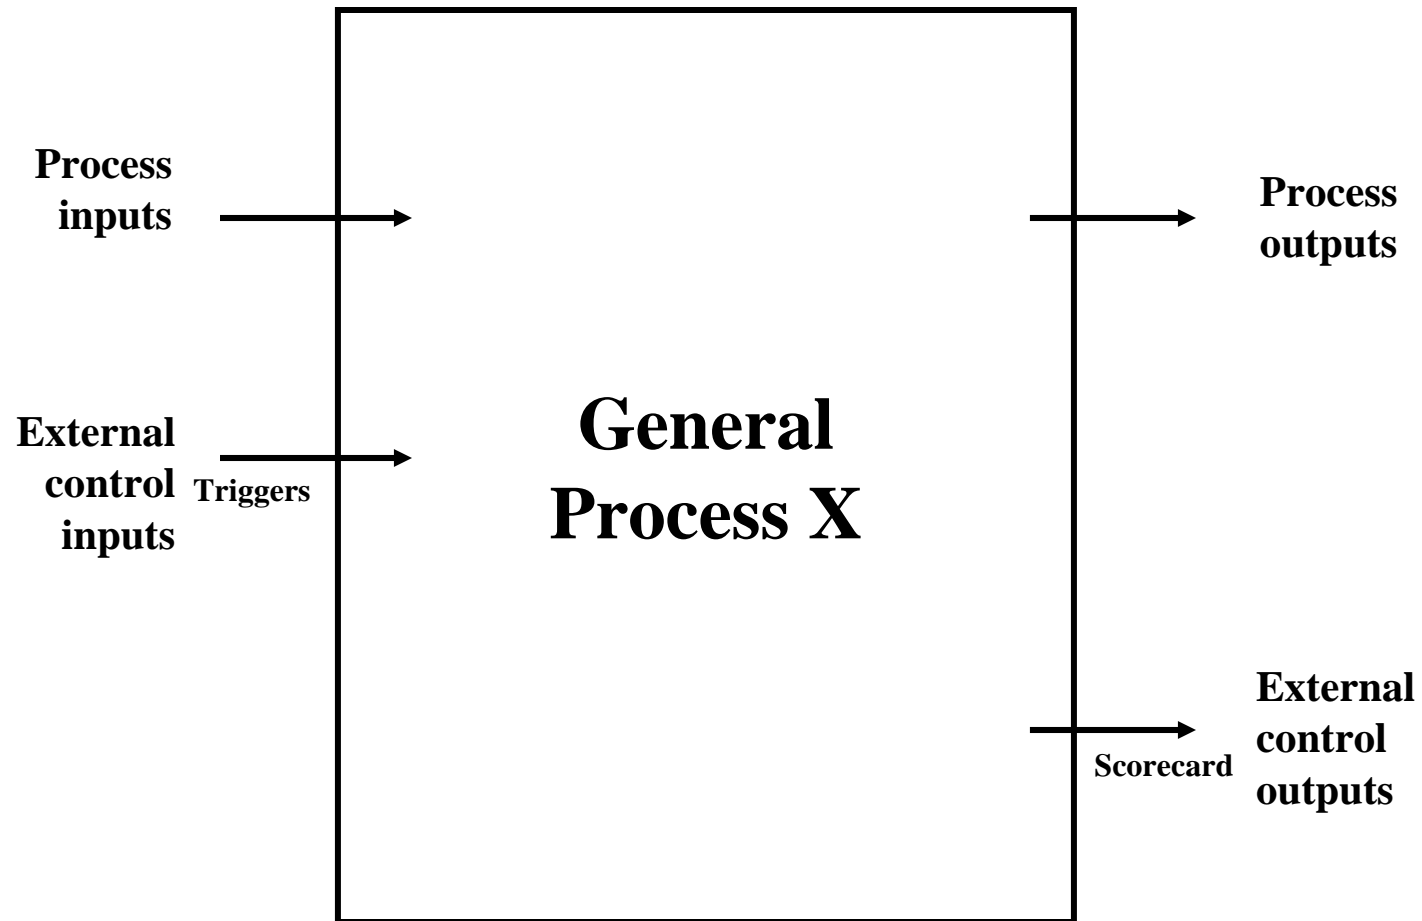 Process
inputs
Process
outputs
External
control
inputs
Triggers
General
Process X
External
control
outputs
Scorecard